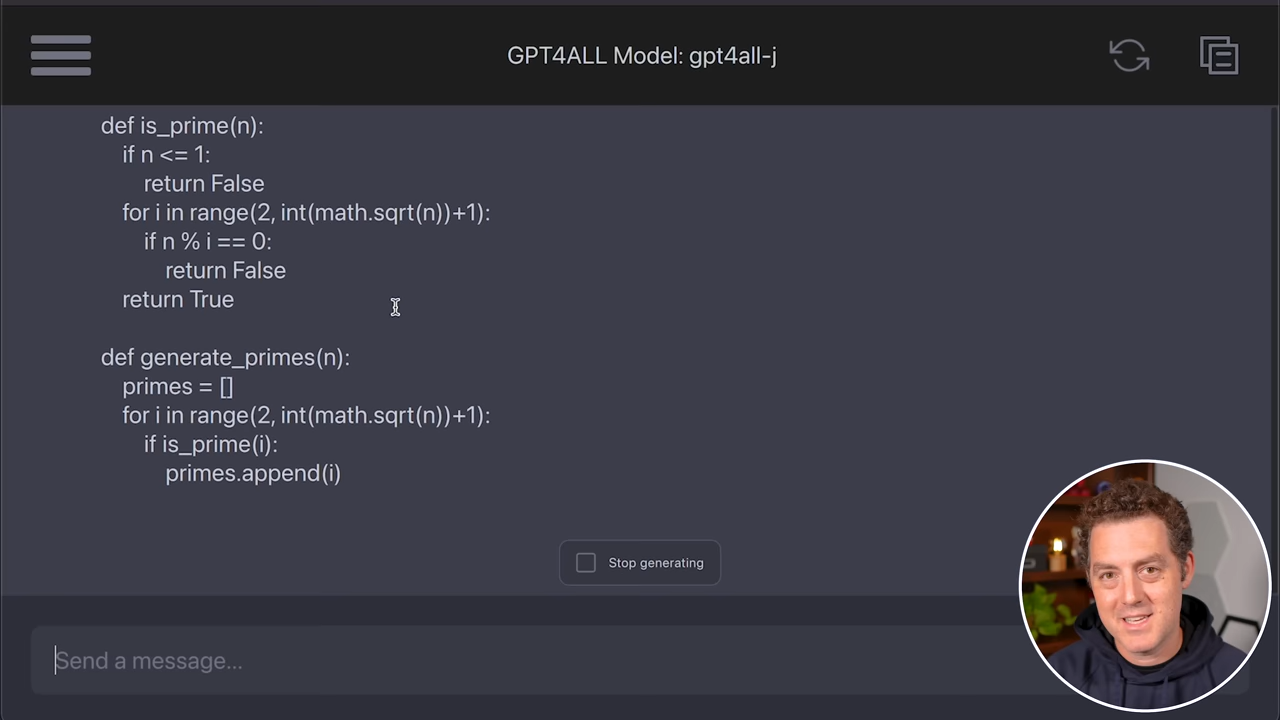 GPT4ALL Model: gpt4all-j
def is_prime(n):
if n <= 1:
return False
for i in range(2, int(math.sqrt(n))+1):
if n % i == 0:
return False
return True
def generate_primes(n):
primes = []
for i in range(2, int(math.sqrt(n))+1):
if is_prime(i):
primes.append(i)
Stop generating
Send a message...